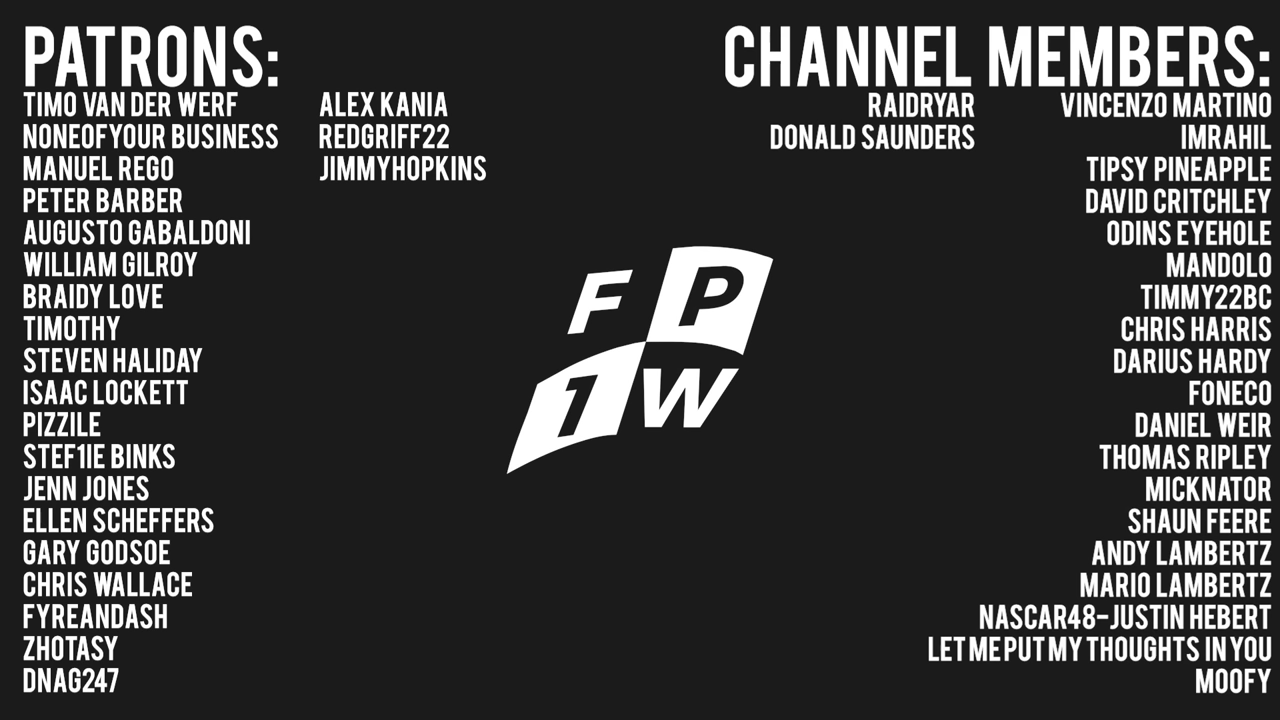 PATRONS:
TIMO VAN DER WERF
NONEOFYOUR BUSINESS
MANUEL REGO
PETER BARBER
AUGUSTO GABALDONI
WILLIAM GILROY
BRAIDY LOVE
TIMOTHY
STEVEN HALIDAY
ISAAC LOCKETT
PIZZILE
STEF1IE BINKS
JENN JONES
ELLEN SCHEFFERS
GARY GODSOE
CHRIS WALLACE
FYREANDASH
ZHOTASY
DNAG247
ALEX KANIA
REDGRIFF22
JIMMYHOPKINS
F P
1 W
CHANNEL MEMBERS:
RAIDRYAR
DONALD SAUNDERS
VINCENZO MARTINO
IMRAHIL
TIPSY PINEAPPLE
DAVID CRITCHLEY
ODINS EYEHOLE
MANDOLO
TIMMY22BC
CHRIS HARRIS
DARIUS HARDY
FONECO
DANIEL WEIR
THOMAS RIPLEY
MICKNATOR
SHAUN FEERE
ANDY LAMBERTZ
MARIO LAMBERTZ
NASCAR48-JUSTIN HEBERT
LET ME PUT MY THOUGHTS IN YOU
MOOFY